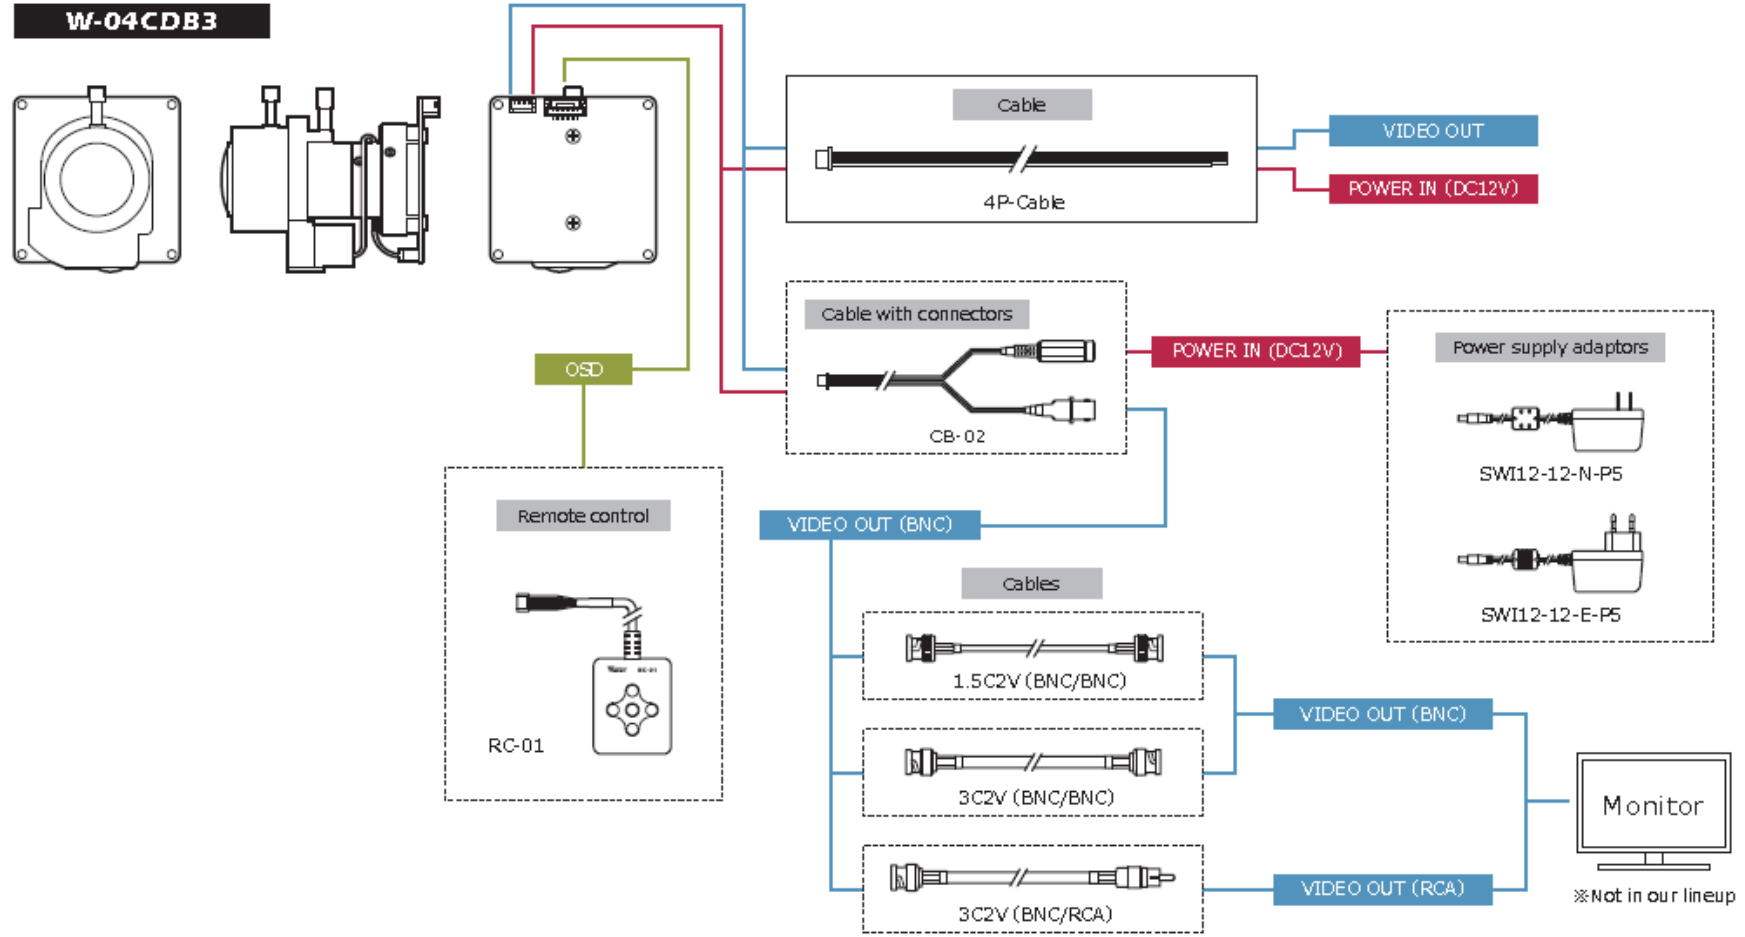 W-04CDB3
Cable
4P-Cable
VIDEO OUT
POWER IN (DC12V)
Cable with connectors
CB-02
POWER IN (DC12V)
Power supply adaptors
SWI12-12-N-P5
SWI12-12-E-P5
OSD
Remote control
RC-01
RC-01
VIDEO OUT (BNC)
Cables
1.5C2V (BNC/BNC)
3C2V (BNC/BNC)
3C2V (BNC/RCA)
VIDEO OUT (BNC)
VIDEO OUT (RCA)
Monitor
※Not in our lineup